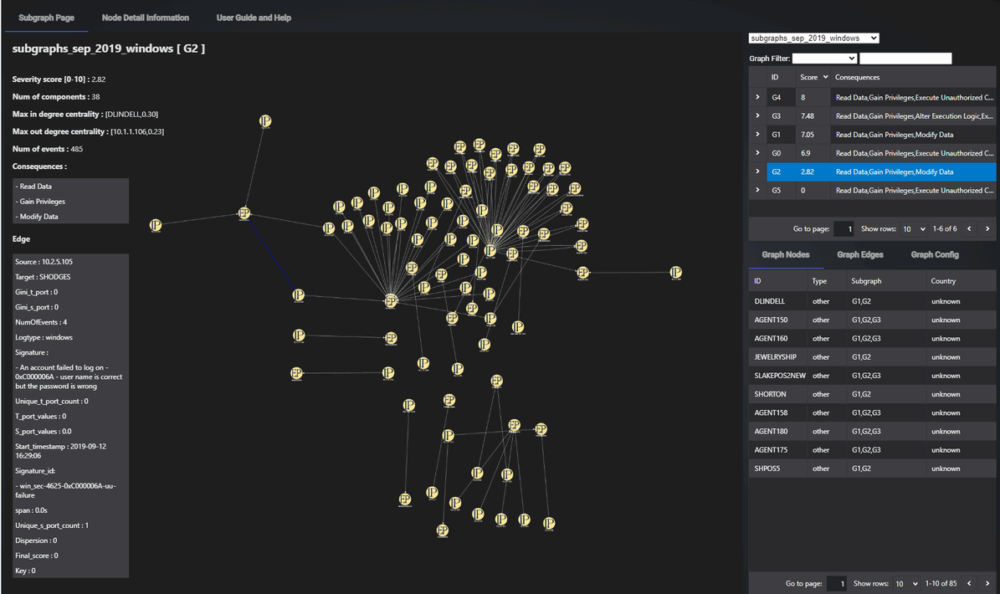 Subgraph Page Node Detail Information User Guide and Help
subgraphs_sep_2019_windows [ G2 ]
Severity score [0-10] : 2.82
Num of components : 38
Max in degree centrality : [DLINDELL,0.30]
Max out degree centrality : [10.1.1.106,0.23]
Num of events : 485
Consequences :
- Read Data
- Gain Privileges
- Modify Data
Edge
Source : 10.2.5.105
Target : SHODGES
Gini_t_port : 0
Gini_s_port : 0
NumOfEvents : 4
Logtype : windows
Signature :
- An account failed to log on -
0xC000006A - user name is correct
but the password is wrong
Unique_t_port_count : 0
T_port_values : 0
S_port_values : 0.0
Start_timestamp : 2019-09-12
16:29:06
Signature_id:
- win_sec-4625-0xC000006A-uu-
failure
span : 0.0s
Unique_s_port_count : 1
Dispersion : 0
Final_score : 0
Key : 0
subgraphs_sep_2019_windows
Graph Filter:
ID Score Consequences
G4 8 Read Data,Gain Privileges,Execute Unauthorized C...
G3 7.48 Read Data,Gain Privileges,Alter Execution Logic,Ex...
G1 7.05 Read Data,Gain Privileges,Modify Data
G0 6.9 Read Data,Gain Privileges,Execute Unauthorized C...
G2 2.82 Read Data,Gain Privileges,Modify Data
G5 0 Read Data,Gain Privileges,Execute Unauthorized C...
Go to page: 1 Show rows: 10 1-6 of 6
Graph Nodes Graph Edges Graph Config
ID Type Subgraph Country
DLINDELL other G1,G2 unknown
AGENT150 other G1,G2,G3 unknown
AGENT160 other G1,G2,G3 unknown
JEWELRYSHIP other G1,G2 unknown
SLAKEPOS2NEW other G1,G2,G3 unknown
SHORTON other G1,G2 unknown
AGENT158 other G1,G2,G3 unknown
AGENT180 other G1,G2,G3 unknown
AGENT175 other G1,G2,G3 unknown
SHPOS5 other G1,G2 unknown
Go to page: 1 Show rows: 10 1-10 of 85